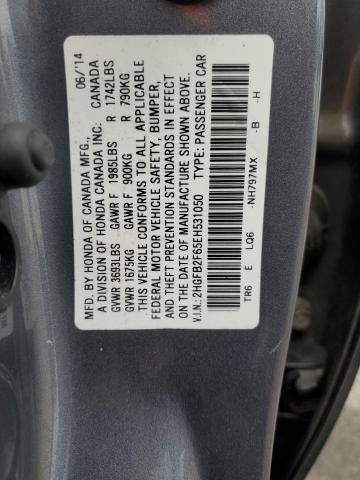 MFD. BY HONDA OF CANADA MFG., 06/'14
A DIVISION OF HONDA CANADA INC. CANADA
GVWR 3693LBS GAWR F 1985LBS R 1742LBS
GVWR 1675KG GAWR F 900KG R 790KG
THIS VEHICLE CONFORMS TO ALL APPLICABLE
FEDERAL MOTOR VEHICLE SAFETY, BUMPER,
AND THEFT PREVENTION STANDARDS IN EFFECT
ON THE DATE OF MANUFACTURE SHOWN ABOVE.
V.I.N.: 2HGFB2F65EH531050 TYPE: PASSENGER CAR
TR6 E LQ6 -NH797MX -B -H